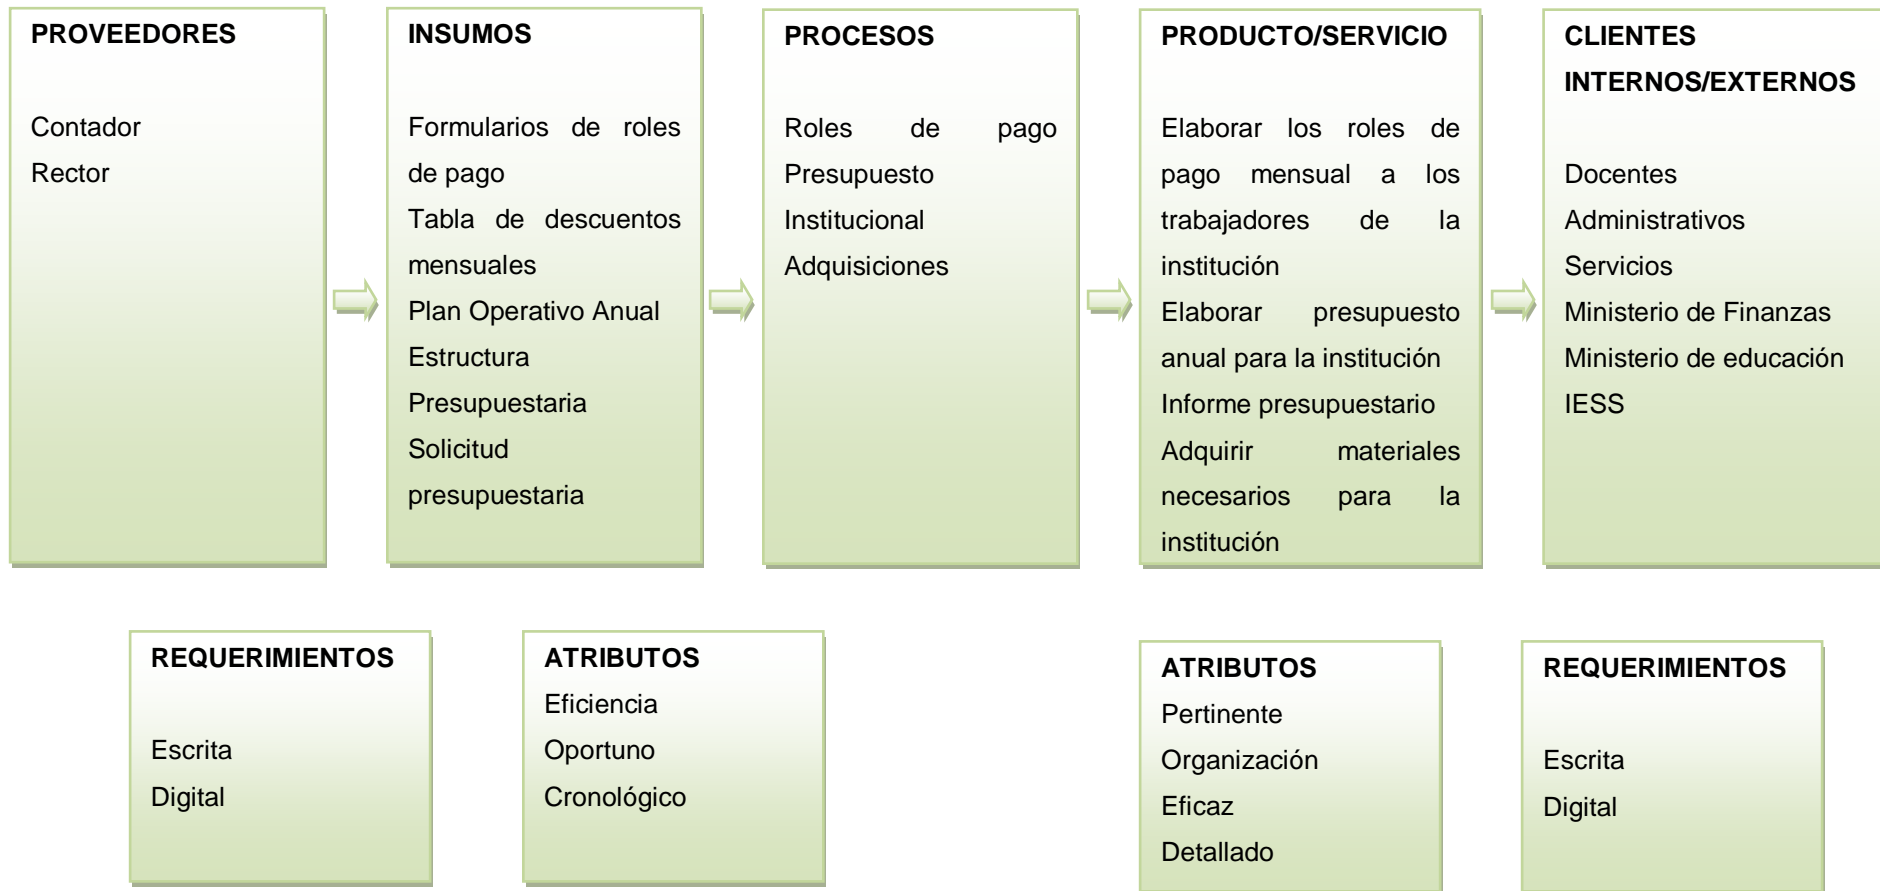 PROVEEDORES
Contador
Rector
INSUMOS
Formularios de roles
de pago
Tabla de descuentos
mensuales
Plan Operativo Anual
Estructura
Presupuestaria
Solicitud
presupuestaria
PROCESOS
Roles de pago
Presupuesto
Institucional
Adquisiciones
PRODUCTO/SERVICIO
Elaborar los roles de
pago mensual a los
trabajadores de la
institución
Elaborar presupuesto
anual para la institución
Informe presupuestario
Adquirir materiales
necesarios para la
institución
CLIENTES
INTERNOS/EXTERNOS
Docentes
Administrativos
Servicios
Ministerio de Finanzas
Ministerio de educación
IESS
REQUERIMIENTOS
Escrita
Digital
ATRIBUTOS
Eficiencia
Oportuno
Cronológico
ATRIBUTOS
Pertinente
Organización
Eficaz
Detallado
REQUERIMIENTOS
Escrita
Digital